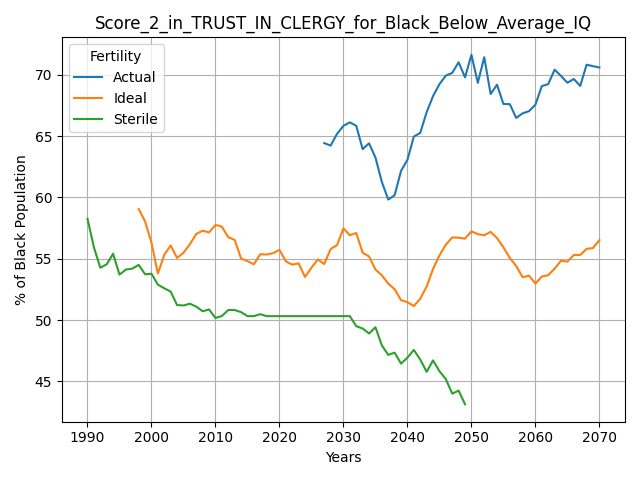 Score_2_in_TRUST_IN_CLERGY_for_Black_Below_Average_IQ
Fertility
Actual
Ideal
Sterile
% of Black Population
70
65
60
55
50
45
1990 2000 2010 2020 2030 2040 2050 2060 2070
Years